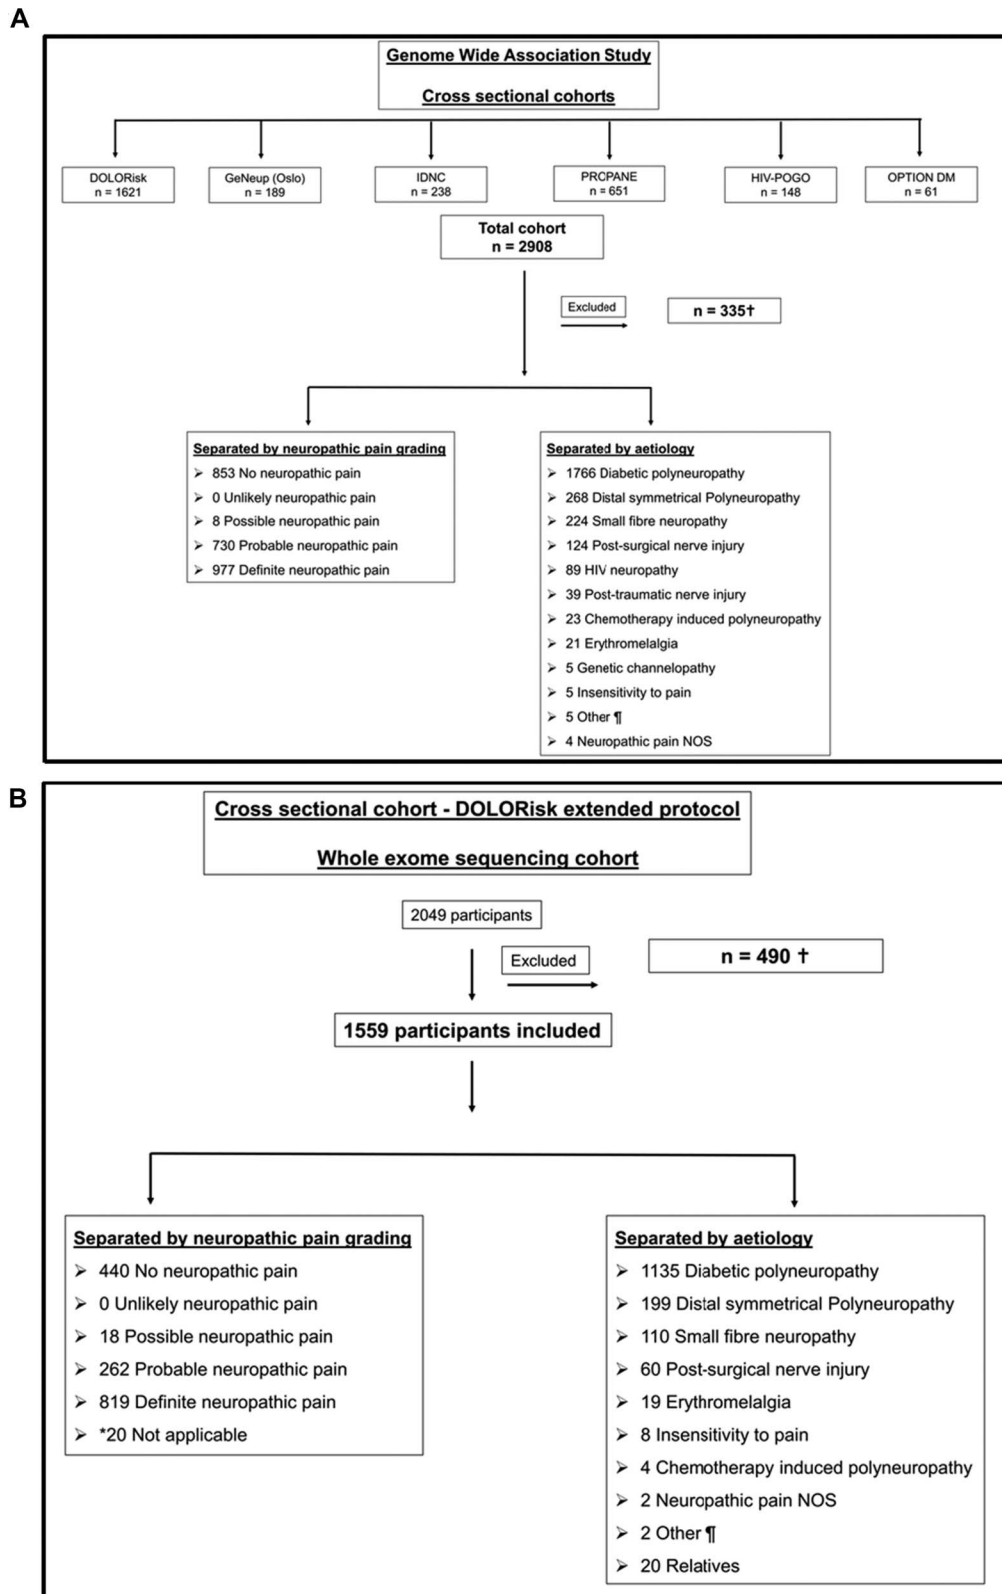 A
Genome Wide Association Study
Cross sectional cohorts
DOLORisk
n = 1621
GeNeup (Oslo)
n = 189
IDNC
n = 238
PROPANE
n = 651
HIV-POGO
n = 148
OPTION DM
n = 61
Total cohort
n = 2908
Excluded
n = 335†
Separated by neuropathic pain grading
➢ 853 No neuropathic pain
➢ 0 Unlikely neuropathic pain
➢ 8 Possible neuropathic pain
➢ 730 Probable neuropathic pain
➢ 977 Definite neuropathic pain
Separated by aetiology
➢ 1766 Diabetic polyneuropathy
➢ 268 Distal symmetrical Polyneuropathy
➢ 224 Small fibre neuropathy
➢ 124 Post-surgical nerve injury
➢ 89 HIV neuropathy
➢ 39 Post-traumatic nerve injury
➢ 23 Chemotherapy induced polyneuropathy
➢ 21 Erythromelalgia
➢ 5 Genetic channelopathy
➢ 5 Insensitivity to pain
➢ 5 Other ¶
➢ 4 Neuropathic pain NOS
B
Cross sectional cohort - DOLORisk extended protocol
Whole exome sequencing cohort
2049 participants
Excluded
n = 490 †
1559 participants included
Separated by neuropathic pain grading
➢ 440 No neuropathic pain
➢ 0 Unlikely neuropathic pain
➢ 18 Possible neuropathic pain
➢ 262 Probable neuropathic pain
➢ 819 Definite neuropathic pain
➢ *20 Not applicable
Separated by aetiology
➢ 1135 Diabetic polyneuropathy
➢ 199 Distal symmetrical Polyneuropathy
➢ 110 Small fibre neuropathy
➢ 60 Post-surgical nerve injury
➢ 19 Erythromelalgia
➢ 8 Insensitivity to pain
➢ 4 Chemotherapy induced polyneuropathy
➢ 2 Neuropathic pain NOS
➢ 2 Other ¶
➢ 20 Relatives